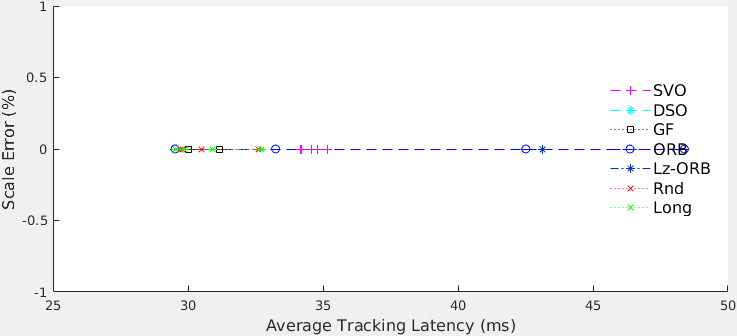 1
0.5
0
-0.5
-1
Scale Error (%)
SVO
DSO
GF
ORB
Lz-ORB
Rnd
Long
25 30 35 40 45 50
Average Tracking Latency (ms)